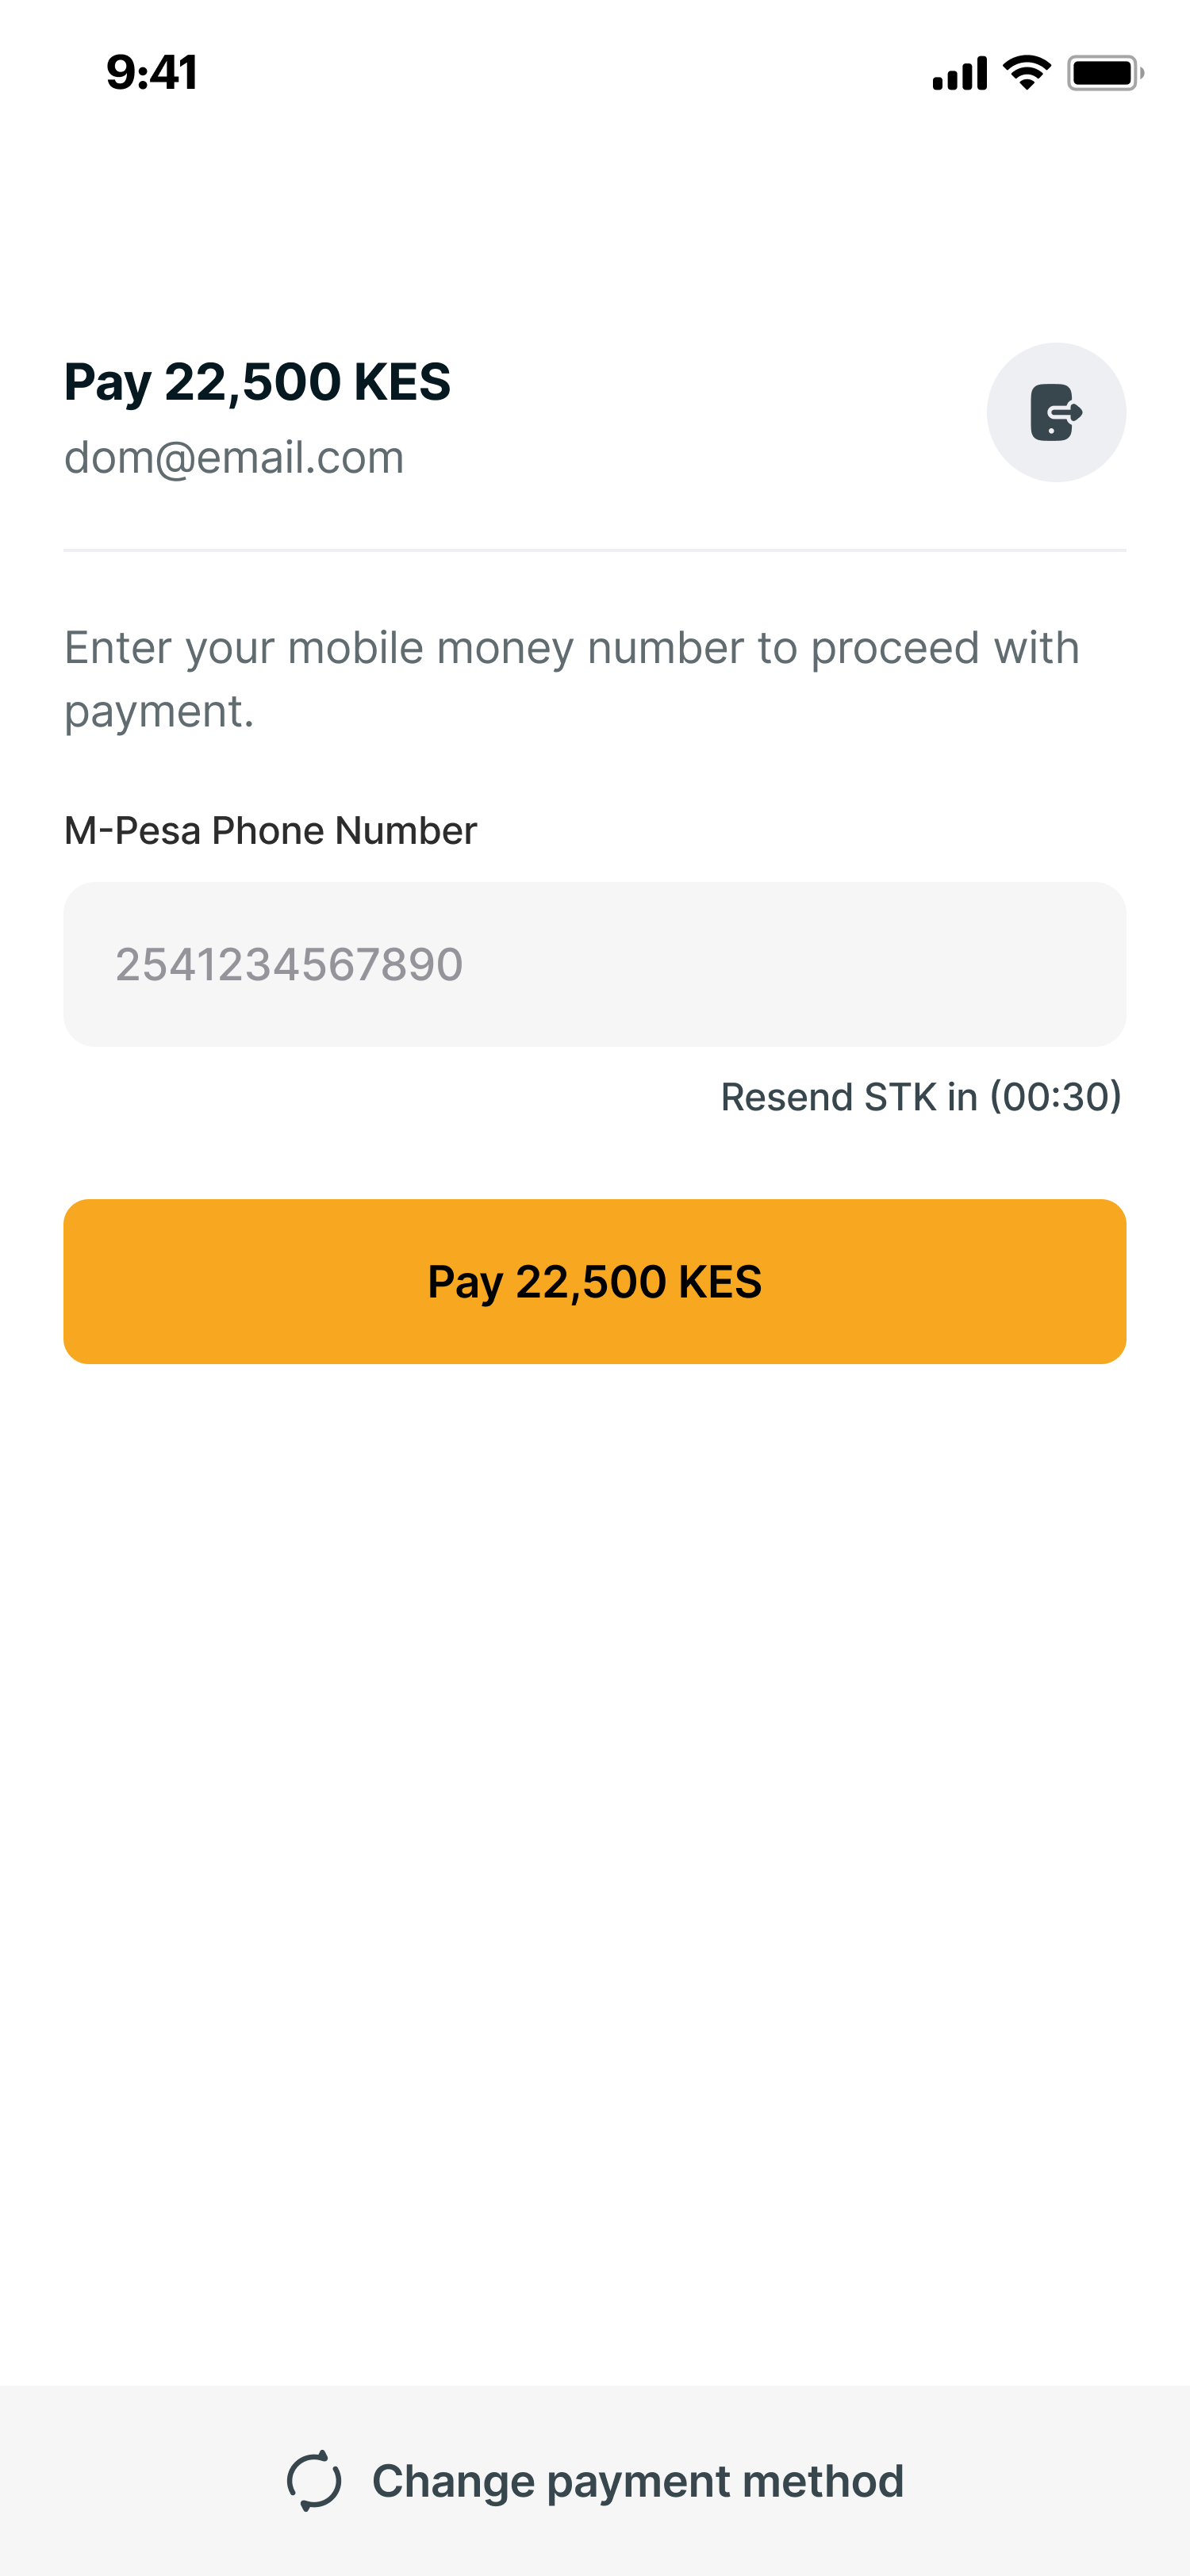 9:41
Pay 22,500 KES
dom@email.com
Enter your mobile money number to proceed with
payment.
M-Pesa Phone Number
2541234567890
Resend STK in (00:30)
Pay 22,500 KES
Change payment method